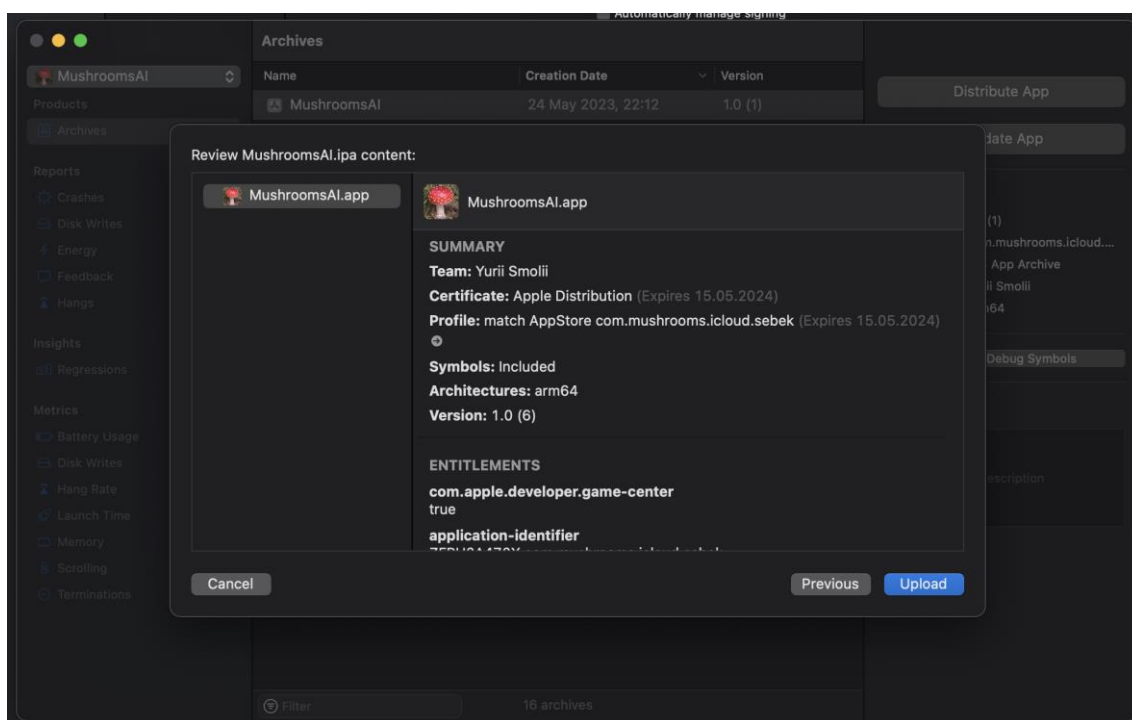 Automatically manage signing
MushroomsAI
Archives
Name
Creation Date
Version
Products
MushroomsAI
24 May 2023, 22:12
1.0 (1)
Distribute App
Archives
date App
Review MushroomsAI.ipa content:
Reports
MushroomsAI.app
MushroomsAI.app
Crashes
Disk Writes
(1)
Energy
SUMMARY
n.mushrooms.icloud....
Feedback
Team: Yurii Smolii
App Archive
Hangs
Certificate: Apple Distribution (Expires 15.05.2024)
ii Smolii
Profile: match AppStore com.mushrooms.icloud.sebek (Expires 15.05.2024)
Insights
Regressions
Symbols: Included
Debug Symbols
Architectures: arm64
Metrics
Version: 1.0 (6)
Battery Usage
Disk Writes
ENTITLEMENTS
Hang Rate
com.apple.developer.game-center
escription
true
Launch Time
application-identifier
Memory
Scrolling
Cancel
Previous
Upload
Terminations
Filter
16 archives